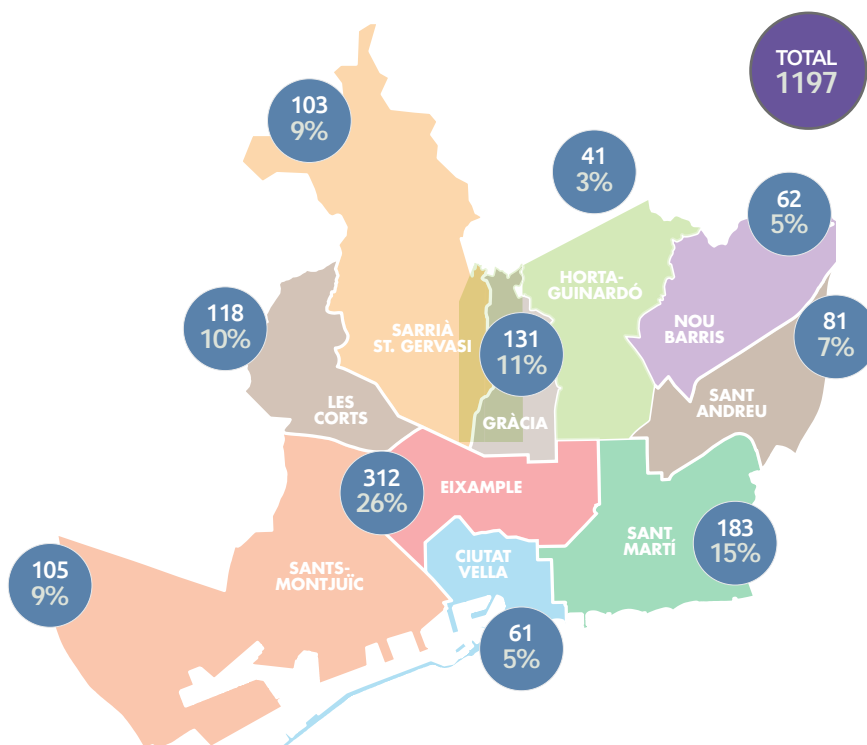 TOTAL
1197
103
9%
41
3%
62
5%
HORTA-
GUINARDÓ
118
10%
SARRIÀ
ST. GERVASI
131
11%
NOU
BARRIS
81
7%
LES
CORTS
GRÀCIA
SANT
ANDREU
312
26%
EIXAMPLE
183
15%
SANT
MARTÍ
CIUTAT
VELLA
105
9%
SANTS-
MONTJUÏC
61
5%